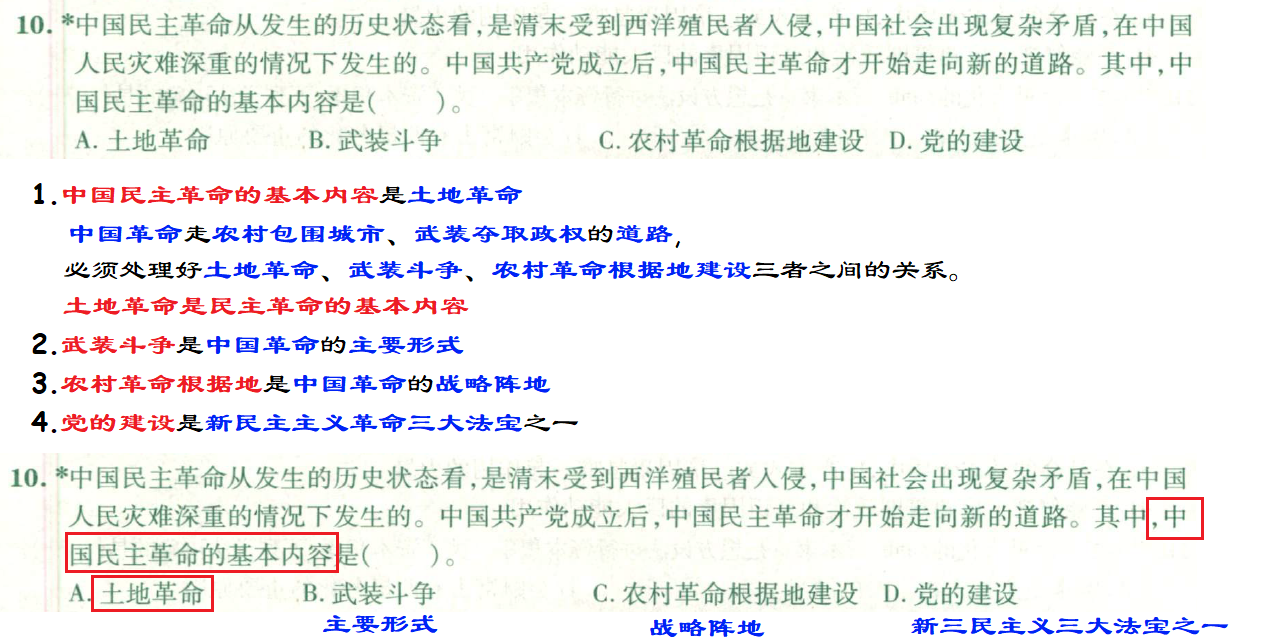 10. *中国民主革命从发生的历史状态看,是清末受到西洋殖民者入侵,中国社会出现复杂矛盾,在中国
人民灾难深重的情况下发生的。中国共产党成立后,中国民主革命才开始走向新的道路。其中,中
国民主革命的基本内容是( )。
A. 土地革命 B. 武装斗争 C. 农村革命根据地建设 D. 党的建设
1.中国民主革命的基本内容是土地革命
中国革命走农村包围城市、武装夺取政权的道路,
必须处理好土地革命、武装斗争、农村革命根据地建设三者之间的关系。
土地革命是民主革命的基本内容
2.武装斗争是中国革命的主要形式
3.农村革命根据地是中国革命的战略阵地
4.党的建设是新民主主义革命三大法宝之一
10. *中国民主革命从发生的历史状态看,是清末受到西洋殖民者入侵,中国社会出现复杂矛盾,在中国
人民灾难深重的情况下发生的。中国共产党成立后,中国民主革命才开始走向新的道路。其中,中
国民主革命的基本内容是( )。
A. 土地革命 B. 武装斗争 C. 农村革命根据地建设 D. 党的建设
主要形式 战略阵地 新三民主义三大法宝之一